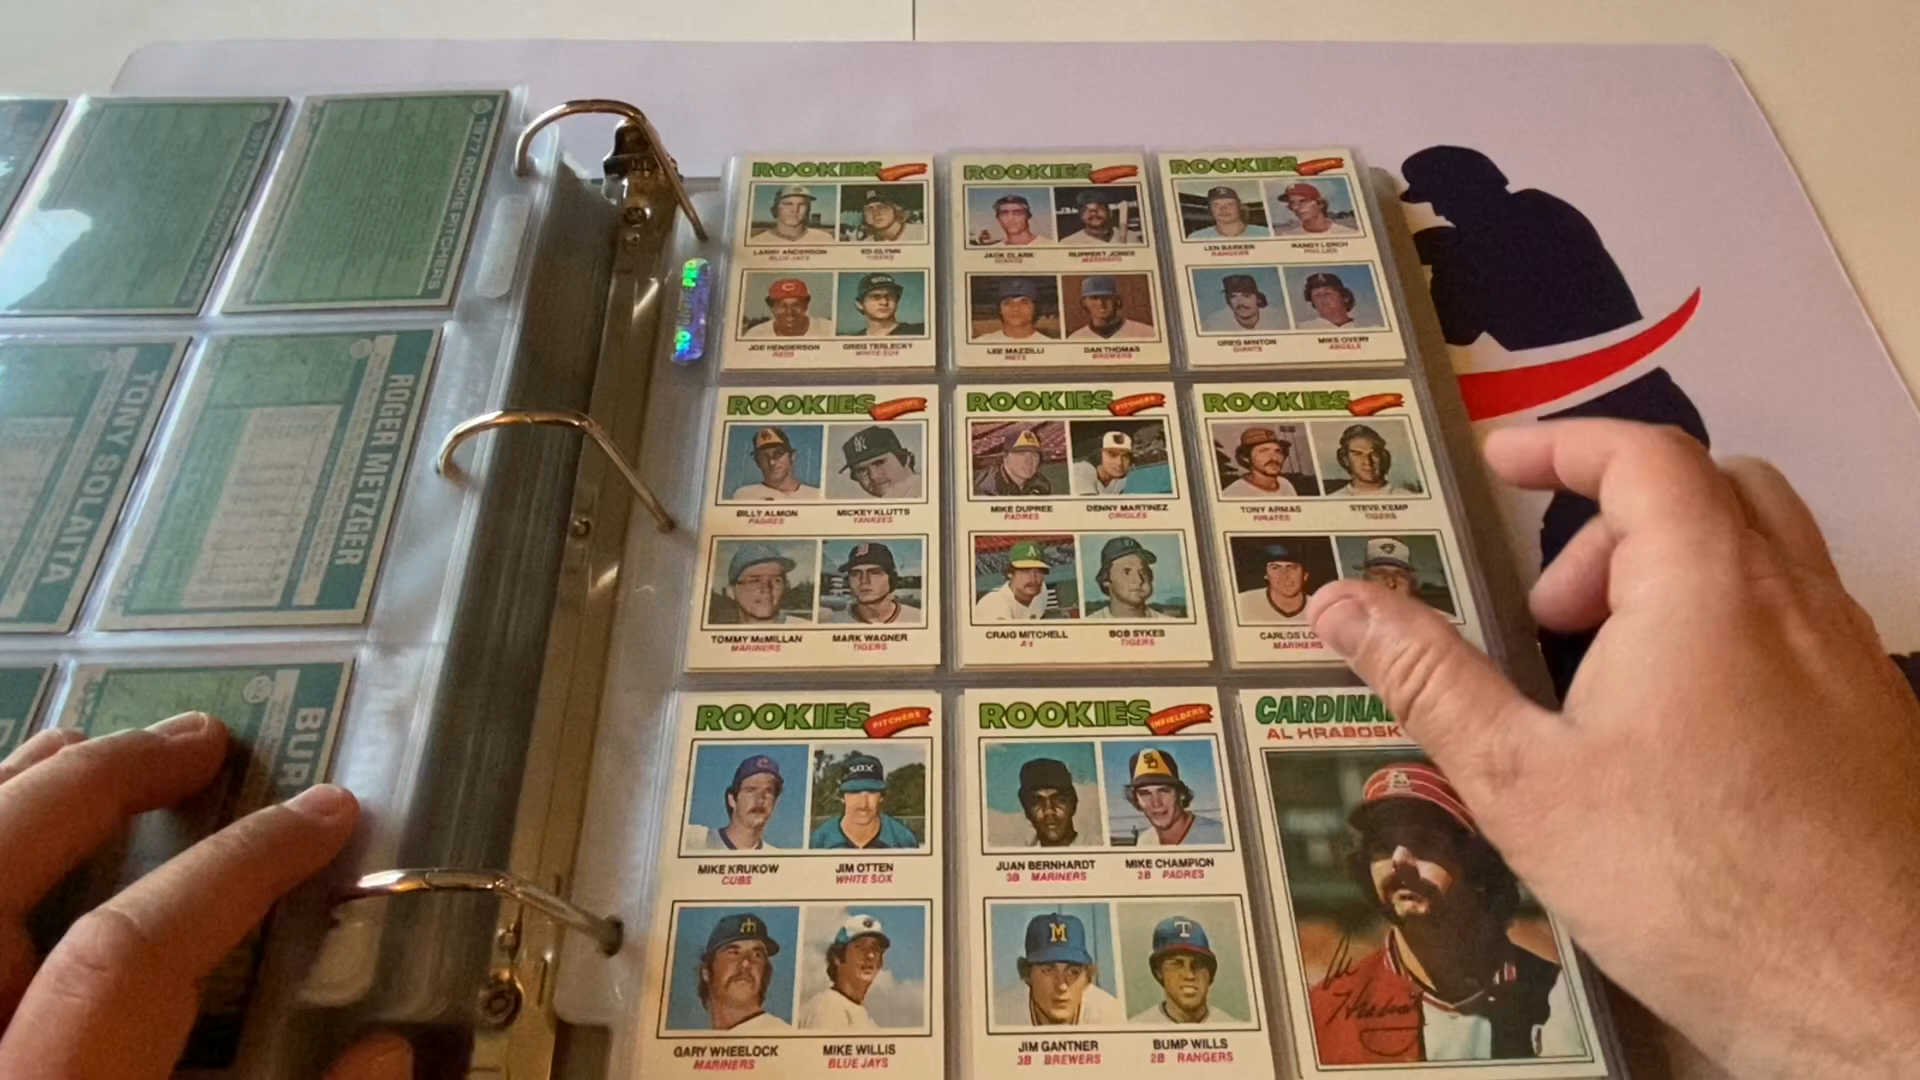 1977 ROOKIE PITCHERS
TONY SOLAITA
ROGER METZGER
BUR
ROOKIES
LARRY ANDERSON
BLUE JAYS
ED GLYNN
TIGERS
JOE HENDERSON
REDS
GREG TERLECKY
WHITE SOX
ROOKIES
JACK CLARK
GIANTS
RUPPERT JONES
MARINERS
LEE MAZZILLI
METS
DAN THOMAS
BREWERS
ROOKIES
LEN BARKER
RANGERS
RANDY LERCH
PHILLIES
GREG MINTON
GIANTS
MIKE OVERY
ANGELS
ROOKIES
BILLY ALMON
PADRES
MICKEY KLUTTS
YANKEES
TOMMY McMILLAN
MARINERS
MARK WAGNER
TIGERS
ROOKIES PITCHERS
MIKE DUPREE
PADRES
DENNY MARTINEZ
ORIOLES
CRAIG MITCHELL
A's
BOB SYKES
TIGERS
ROOKIES
TONY ARMAS
PIRATES
STEVE KEMP
TIGERS
CARLOS LO
MARINERS
ROOKIES PITCHERS
MIKE KRUKOW
CUBS
JIM OTTEN
WHITE SOX
GARY WHEELOCK
MARINERS
MIKE WILLIS
BLUE JAYS
ROOKIES INFIELDERS
JUAN BERNHARDT
3B MARINERS
MIKE CHAMPION
2B PADRES
JIM GANTNER
3B BREWERS
BUMP WILLS
2B RANGERS
CARDINA
AL HRABOSK